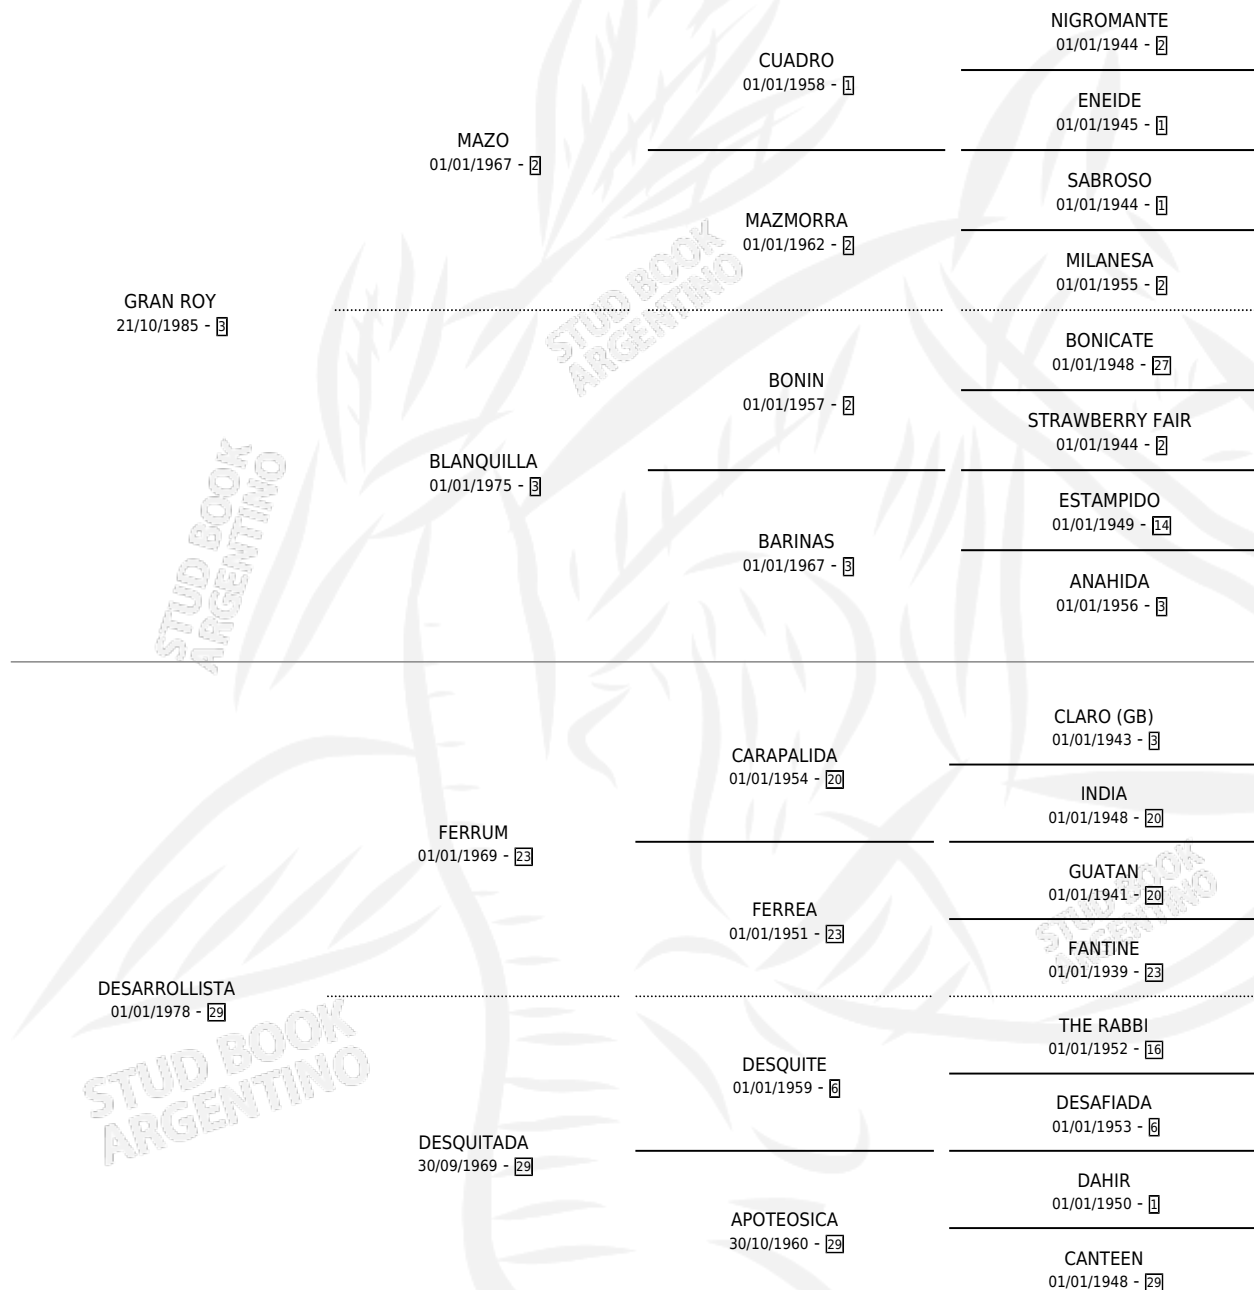 NIGROMANTE
01/01/1944 - 2
CUADRO
01/01/1958 - 1
ENEIDE
01/01/1945 - 1
MAZO
01/01/1967 - 2
SABROSO
01/01/1944 - 1
MAZMORRA
01/01/1962 - 2
MILANESA
01/01/1955 - 2
GRAN ROY
21/10/1985 - 3
BONICATE
01/01/1948 - 27
BONIN
01/01/1957 - 2
STRAWBERRY FAIR
01/01/1944 - 2
BLANQUILLA
01/01/1975 - 3
ESTAMPIDO
01/01/1949 - 14
BARINAS
01/01/1967 - 3
ANAHIDA
01/01/1956 - 3
CLARO (GB)
01/01/1943 - 3
CARAPALIDA
01/01/1954 - 20
INDIA
01/01/1948 - 20
FERRUM
01/01/1969 - 23
GUATAN
01/01/1941 - 20
FERREA
01/01/1951 - 23
FANTINE
01/01/1939 - 23
DESARROLLISTA
01/01/1978 - 29
THE RABBI
01/01/1952 - 16
DESQUITE
01/01/1959 - 6
DESAFIADA
01/01/1953 - 6
DESQUITADA
30/09/1969 - 29
DAHIR
01/01/1950 - 1
APOTEOSICA
30/10/1960 - 29
CANTEEN
01/01/1948 - 29
STUD BOOK
ARGENTINO
STUD BOOK
ARGENTINO
STUD BOOK
ARGENTINO
STUD BOOK
ARGENTINO